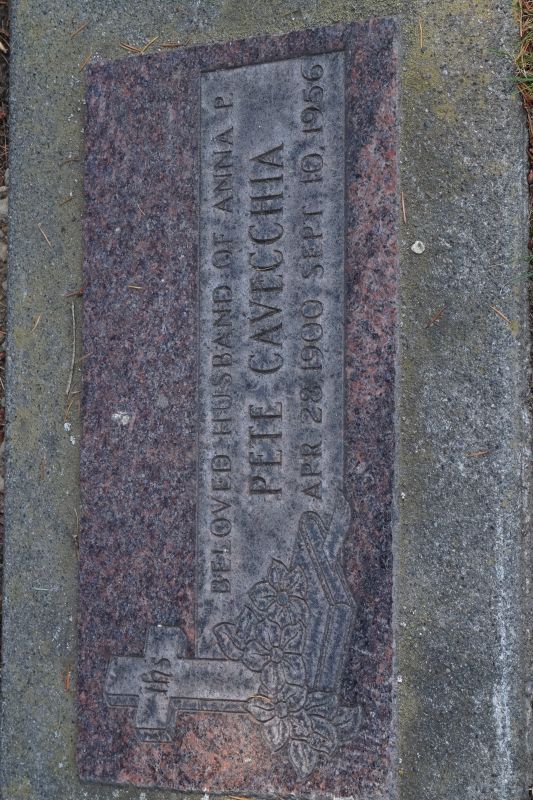 BELOVED HUSBAND OF ANNA P.
PETE CAVECCHIA
APR 28 1900 SEPT. 10, 1956
IHS